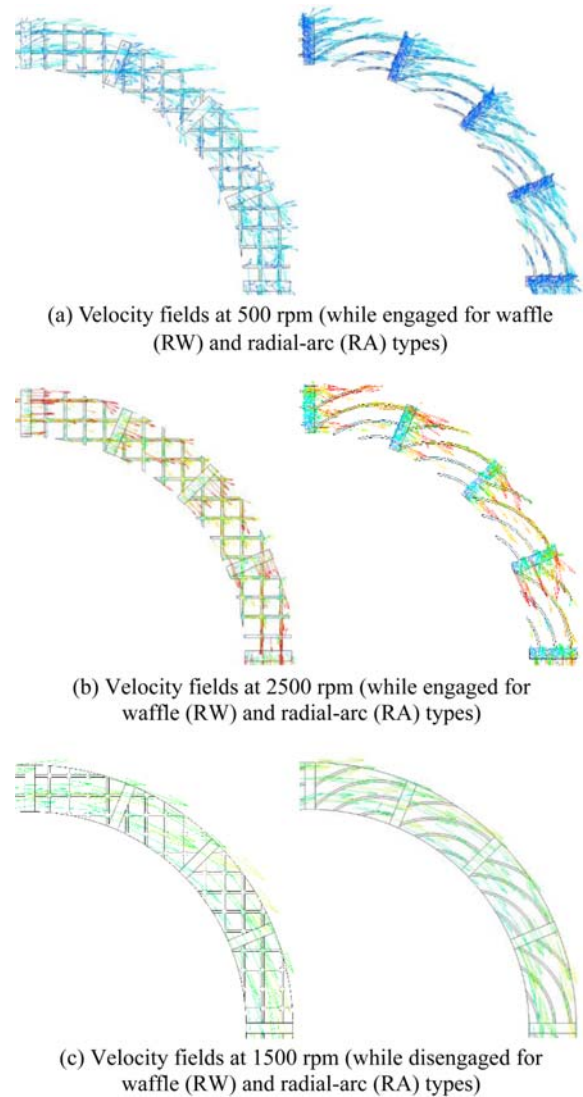 (a) Velocity fields at 500 rpm (while engaged for waffle
(RW) and radial-arc (RA) types)
(b) Velocity fields at 2500 rpm (while engaged for
waffle (RW) and radial-arc (RA) types)
(c) Velocity fields at 1500 rpm (while disengaged for
waffle (RW) and radial-arc (RA) types)